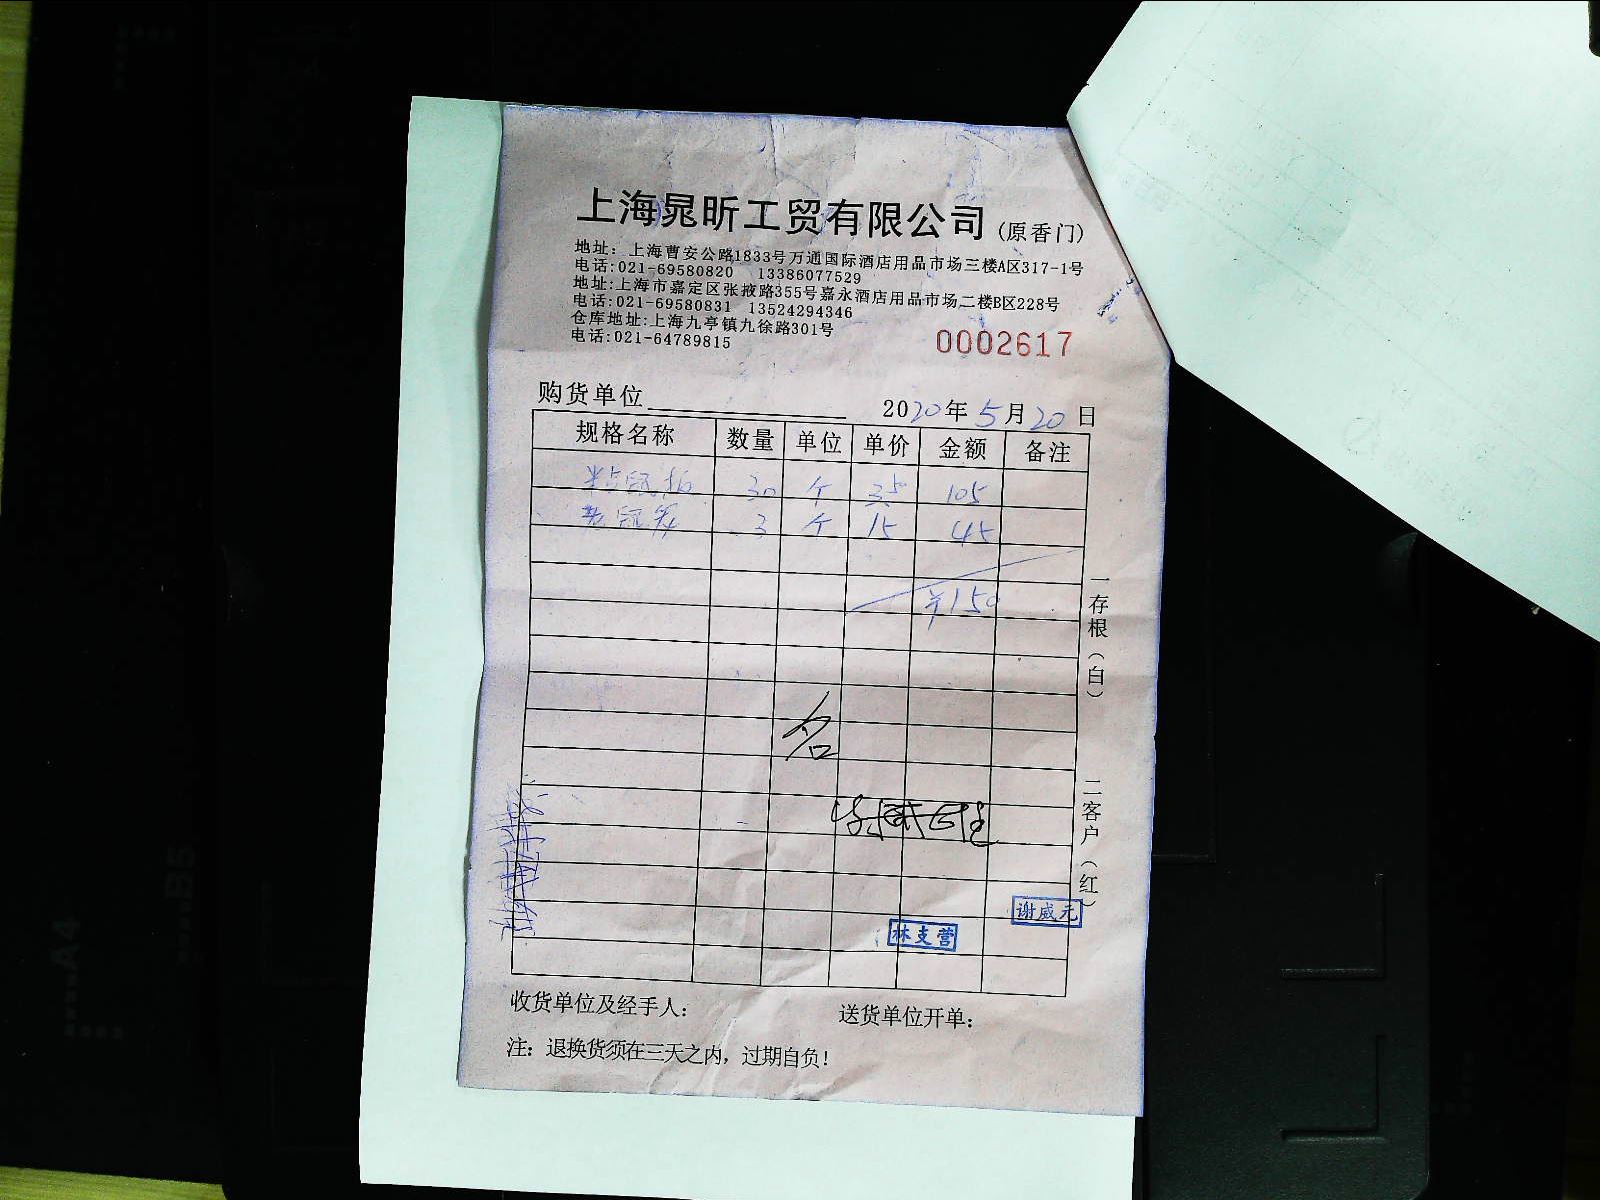 上海晁昕工贸有限公司(原香门)
地址：上海曹安公路1833号万通国际酒店用品市场三楼A区317-1号
电话:021-69580820 13386077529
地址:上海市嘉定区张掖路355号嘉永酒店用品市场二楼B区228号
电话:021-69580831 13524294346
仓库地址:上海九亭镇九徐路301号
电话:021-64789815
0002617
购货单位
2020年5月20日
规格名称 数量 单位 单价 金额 备注
30 个 35 105
3 个 15 45
¥150
一存根（白）
二客户（红）
谢威元
林支营
收货单位及经手人:
送货单位开单:
注：退换货须在三天之内，过期自负!
A4
B5